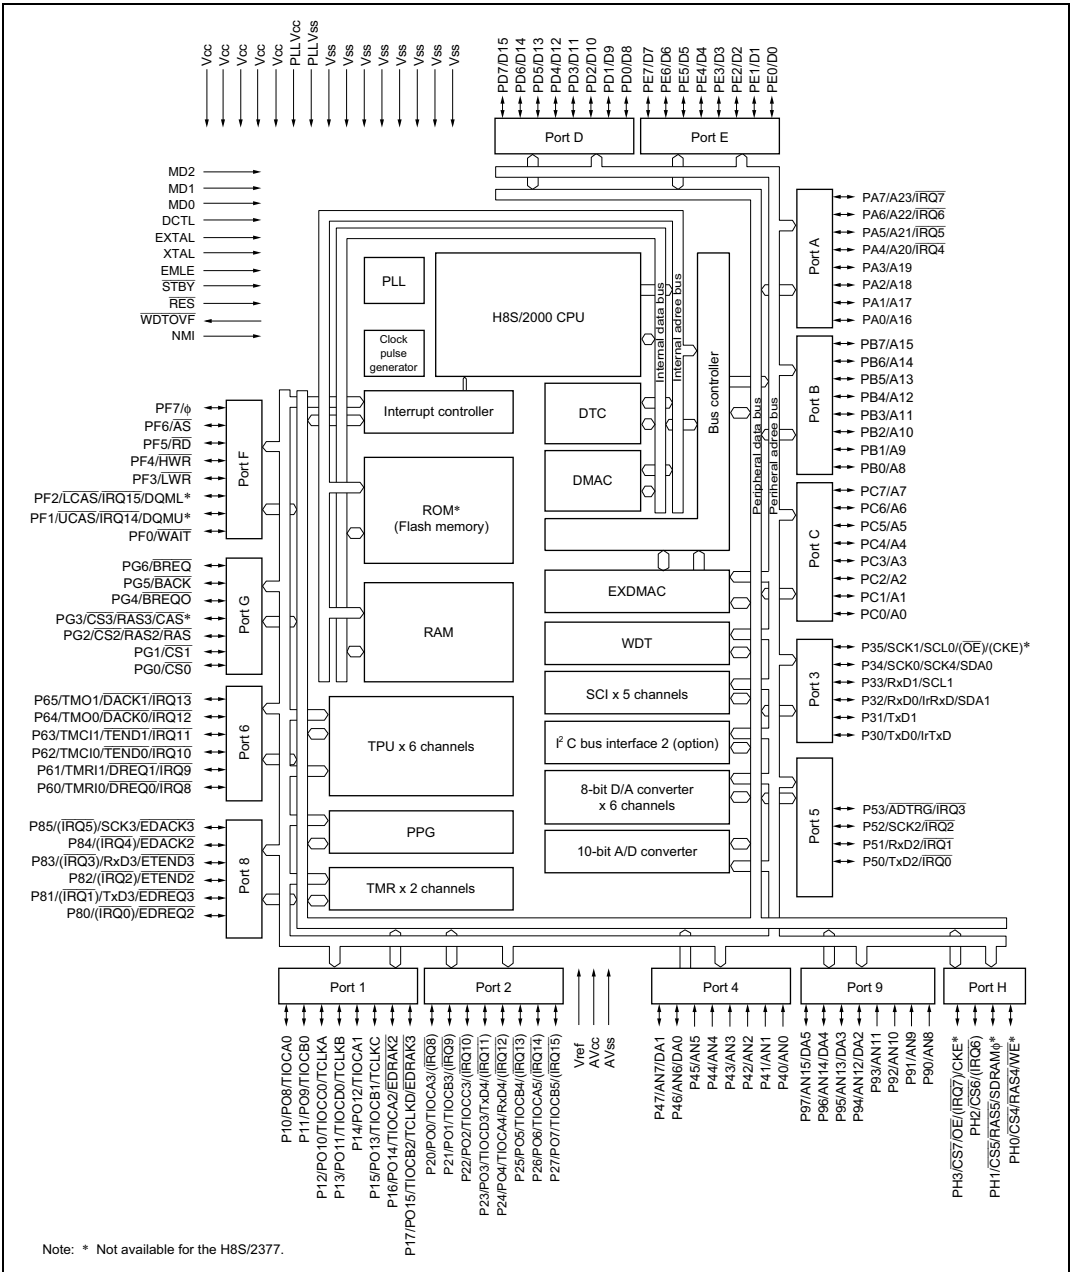 Vcc
Vcc
Vcc
Vcc
Vcc
PLLVcc
PLLVss
Vss
Vss
Vss
Vss
Vss
Vss
Vss
Vss
PD7/D15
PD6/D14
PD5/D13
PD4/D12
PD3/D11
PD2/D10
PD1/D9
PD0/D8
PE7/D7
PE6/D6
PE5/D5
PE4/D4
PE3/D3
PE2/D2
PE1/D1
PE0/D0
Port D
Port E
MD2
MD1
MD0
DCTL
EXTAL
XTAL
EMLE
STBY
RES
WDTOVF
NMI
PLL
Clock
pulse
generator
H8S/2000 CPU
Interrupt controller
ROM*
(Flash memory)
RAM
TPU x 6 channels
PPG
TMR x 2 channels
DTC
DMAC
Internal data bus
Internal adree bus
Bus controller
EXDMAC
WDT
SCI x 5 channels
I² C bus interface 2 (option)
8-bit D/A converter
x 6 channels
10-bit A/D converter
Peripheral data bus
Periheral adree bus
Port A
PA7/A23/IRQ7
PA6/A22/IRQ6
PA5/A21/IRQ5
PA4/A20/IRQ4
PA3/A19
PA2/A18
PA1/A17
PA0/A16
Port B
PB7/A15
PB6/A14
PB5/A13
PB4/A12
PB3/A11
PB2/A10
PB1/A9
PB0/A8
Port C
PC7/A7
PC6/A6
PC5/A5
PC4/A4
PC3/A3
PC2/A2
PC1/A1
PC0/A0
Port 3
P35/SCK1/SCL0/(OE)/(CKE)*
P34/SCK0/SCK4/SDA0
P33/RxD1/SCL1
P32/RxD0/IrRxD/SDA1
P31/TxD1
P30/TxD0/IrTxD
Port 5
P53/ADTRG/IRQ3
P52/SCK2/IRQ2
P51/RxD2/IRQ1
P50/TxD2/IRQ0
PF7/ϕ
PF6/AS
PF5/RD
PF4/HWR
PF3/LWR
PF2/LCAS/IRQ15/DQML*
PF1/UCAS/IRQ14/DQMU*
PF0/WAIT
Port F
PG6/BREQ
PG5/BACK
PG4/BREQO
PG3/CS3/RAS3/CAS*
PG2/CS2/RAS2/RAS
PG1/CS1
PG0/CS0
Port G
P65/TMO1/DACK1/IRQ13
P64/TMO0/DACK0/IRQ12
P63/TMCI1/TEND1/IRQ11
P62/TMCI0/TEND0/IRQ10
P61/TMRI1/DREQ1/IRQ9
P60/TMRI0/DREQ0/IRQ8
Port 6
P85/(IRQ5)/SCK3/EDACK3
P84/(IRQ4)/EDACK2
P83/(IRQ3)/RxD3/ETEND3
P82/(IRQ2)/ETEND2
P81/(IRQ1)/TxD3/EDREQ3
P80/(IRQ0)/EDREQ2
Port 8
Port 1
Port 2
Port 4
Port 9
Port H
P10/PO8/TIOCA0
P11/PO9/TIOCB0
P12/PO10/TIOCC0/TCLKA
P13/PO11/TIOCD0/TCLKB
P14/PO12/TIOCA1
P15/PO13/TIOCB1/TCLKC
P16/PO14/TIOCA2/EDRAK2
P17/PO15/TIOCB2/TCLKD/EDRAK3
P20/PO0/TIOCA3/(IRQ8)
P21/PO1/TIOCB3/(IRQ9)
P22/PO2/TIOCC3/(IRQ10)
P23/PO3/TIOCD3/TxD4/(IRQ11)
P24/PO4/TIOCA4/RxD4/(IRQ12)
P25/PO5/TIOCB4/(IRQ13)
P26/PO6/TIOCA5/(IRQ14)
P27/PO7/TIOCB5/(IRQ15)
Vref
AVcc
AVss
P47/AN7/DA1
P46/AN6/DA0
P45/AN5
P44/AN4
P43/AN3
P42/AN2
P41/AN1
P40/AN0
P97/AN15/DA5
P96/AN14/DA4
P95/AN13/DA3
P94/AN12/DA2
P93/AN11
P92/AN10
P91/AN9
P90/AN8
PH3/CS7/OE/(IRQ7)/CKE*
PH2/CS6/(IRQ6)
PH1/CS5/RAS5/SDRAMϕ*
PH0/CS4/RAS4/WE*
Note: * Not available for the H8S/2377.